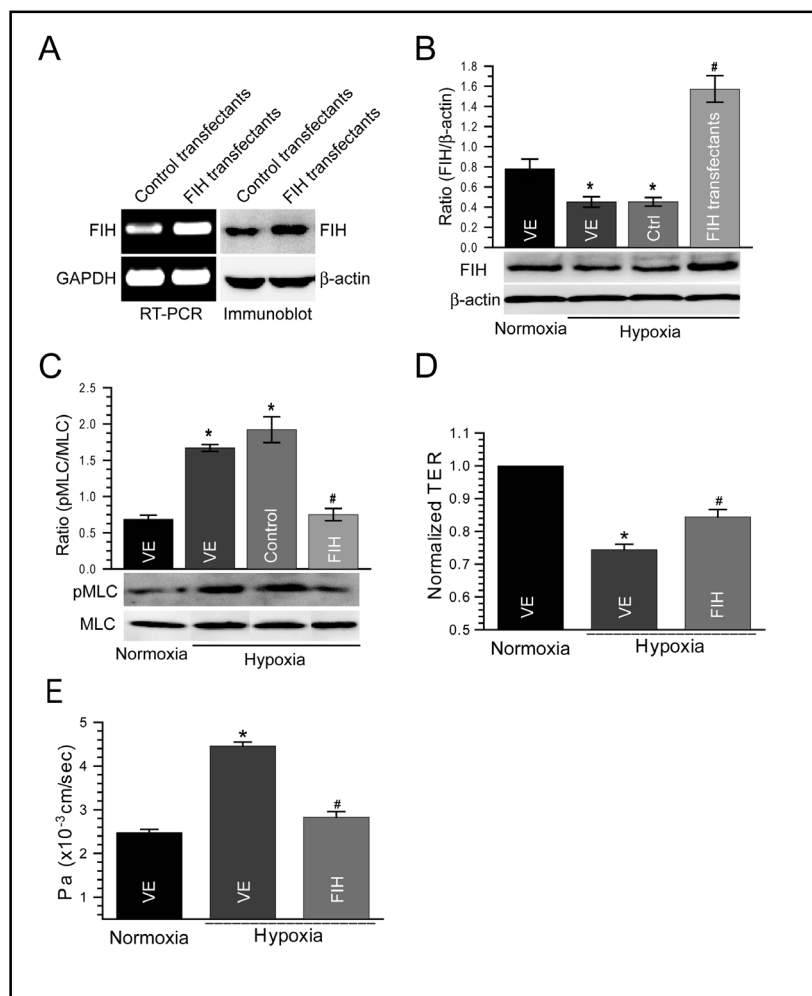 A
Control transfectants
FIH transfectants
Control transfectants
FIH transfectants
FIH
FIH
GAPDH
β-actin
RT-PCR
Immunoblot
B
Ratio (FIH/β-actin)
1.8
1.6
1.4
1.2
1.0
0.8
0.6
0.4
0.2
0
*
*
#
VE
VE
Ctrl
FIH transfectants
FIH
β-actin
Normoxia
Hypoxia
C
Ratio (pMLC/MLC)
2.5
2.0
1.5
1.0
0.5
0.0
*
*
#
VE
VE
Control
FIH
pMLC
MLC
Normoxia
Hypoxia
D
Normalized TER
1.1
1.0
0.9
0.8
0.7
0.6
0.5
*
#
VE
VE
FIH
Normoxia
Hypoxia
E
Pa (x10⁻³cm/sec)
5
4
3
2
1
*
#
VE
VE
FIH
Normoxia
Hypoxia